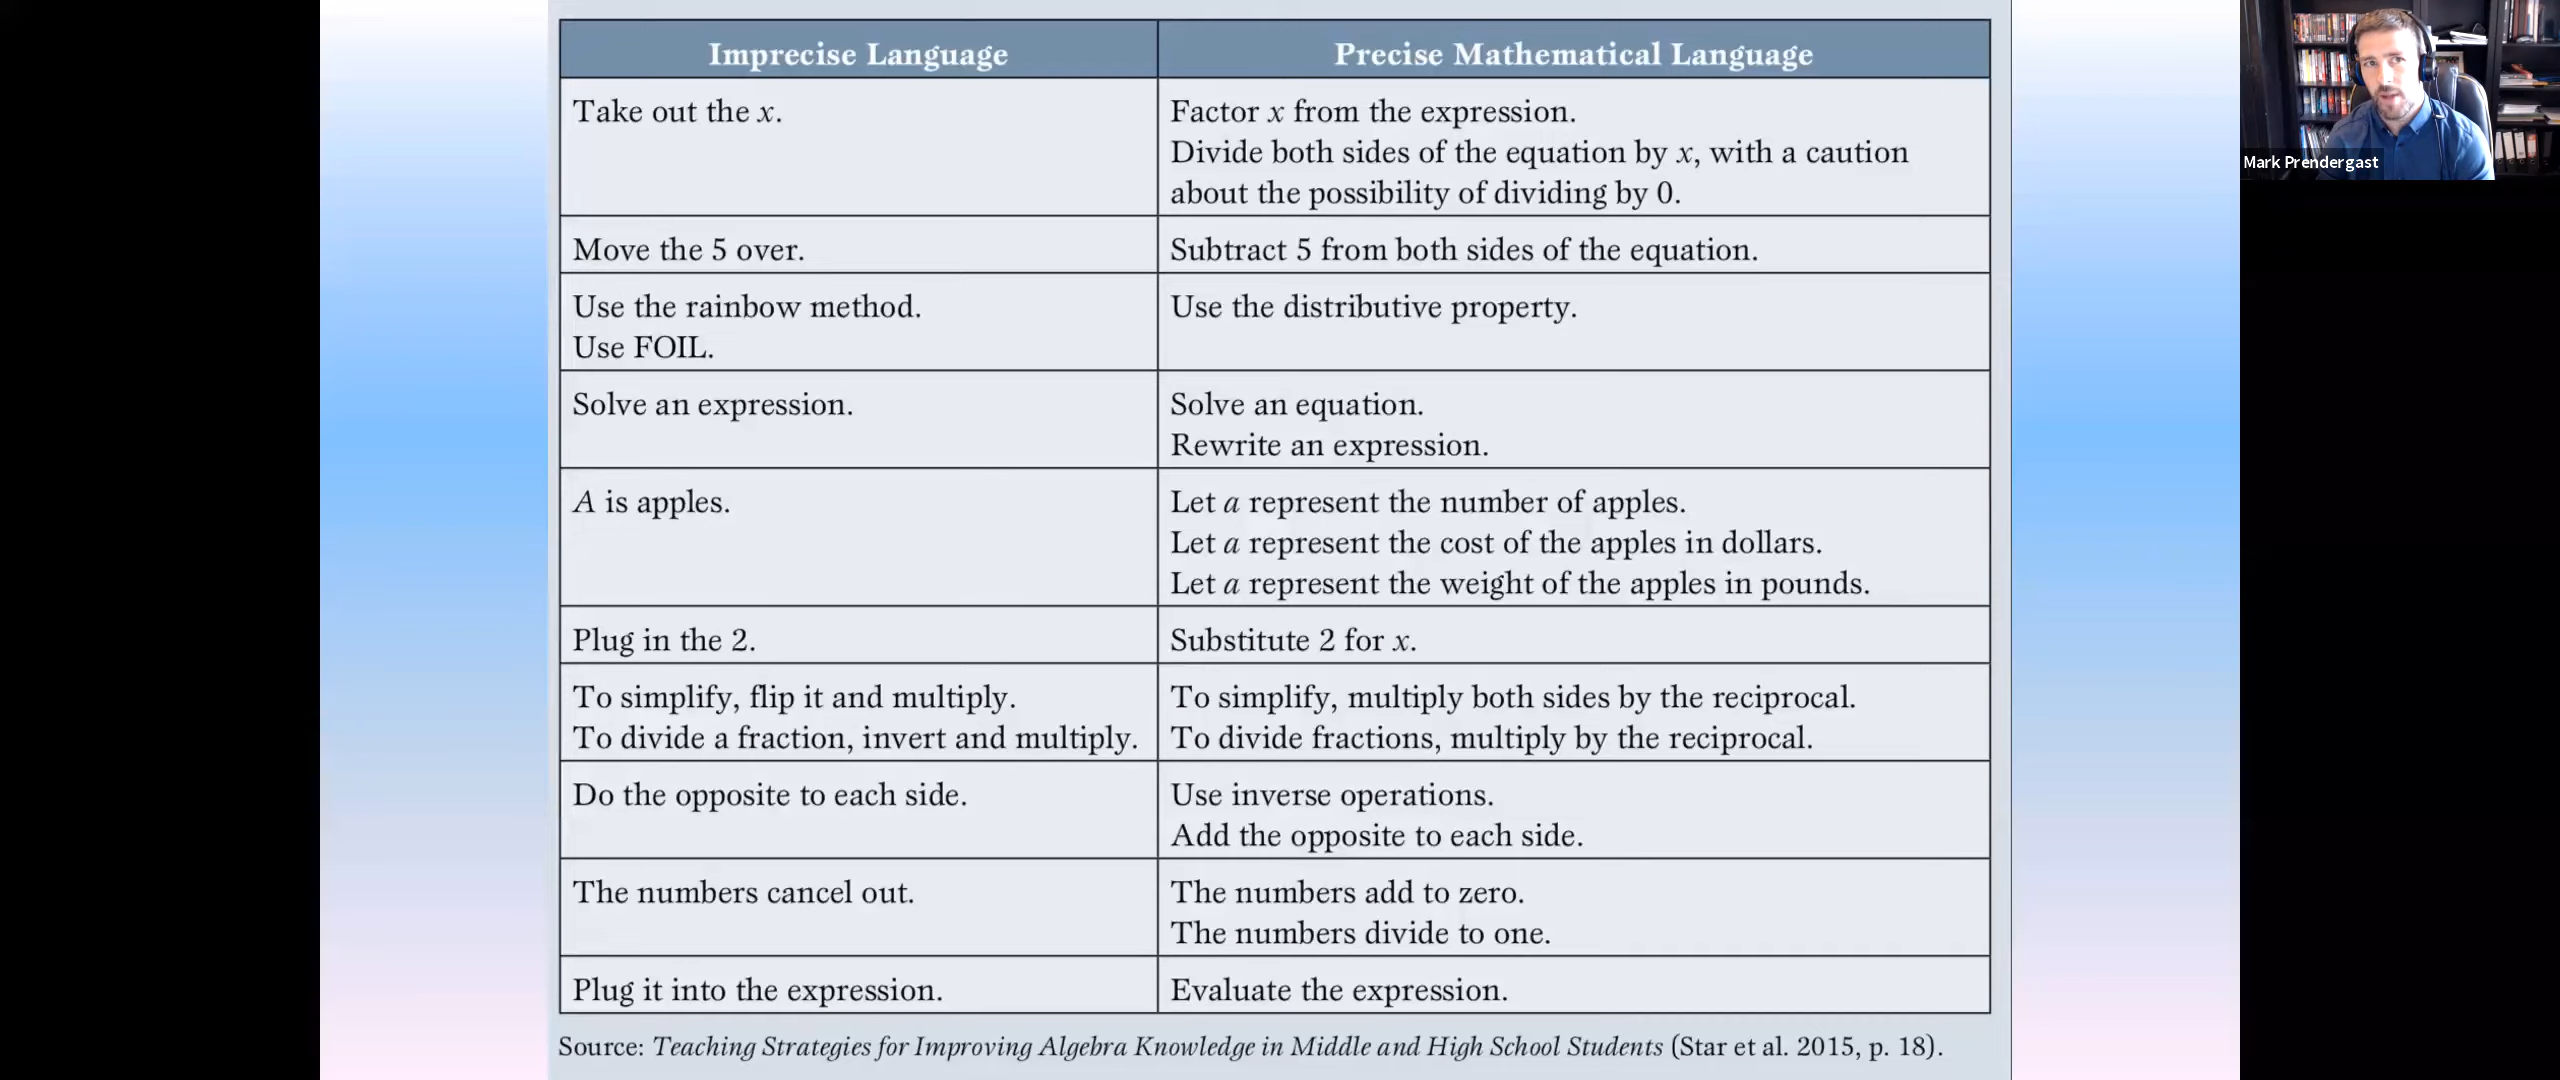 Imprecise Language
Precise Mathematical Language
Take out the x.
Factor x from the expression.
Divide both sides of the equation by x, with a caution
about the possibility of dividing by 0.
Move the 5 over.
Subtract 5 from both sides of the equation.
Use the rainbow method.
Use FOIL.
Use the distributive property.
Solve an expression.
Solve an equation.
Rewrite an expression.
A is apples.
Let a represent the number of apples.
Let a represent the cost of the apples in dollars.
Let a represent the weight of the apples in pounds.
Plug in the 2.
Substitute 2 for x.
To simplify, flip it and multiply.
To divide a fraction, invert and multiply.
To simplify, multiply both sides by the reciprocal.
To divide fractions, multiply by the reciprocal.
Do the opposite to each side.
Use inverse operations.
Add the opposite to each side.
The numbers cancel out.
The numbers add to zero.
The numbers divide to one.
Plug it into the expression.
Evaluate the expression.
Source: Teaching Strategies for Improving Algebra Knowledge in Middle and High School Students (Star et al. 2015, p. 18).
Mark Prendergast